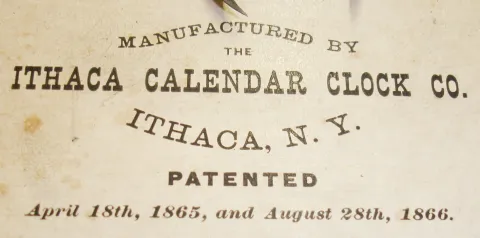 MANUFACTURED BY
THE
ITHACA CALENDAR CLOCK CO.
ITHACA, N. Y.
PATENTED
April 18th, 1865, and August 28th, 1866.